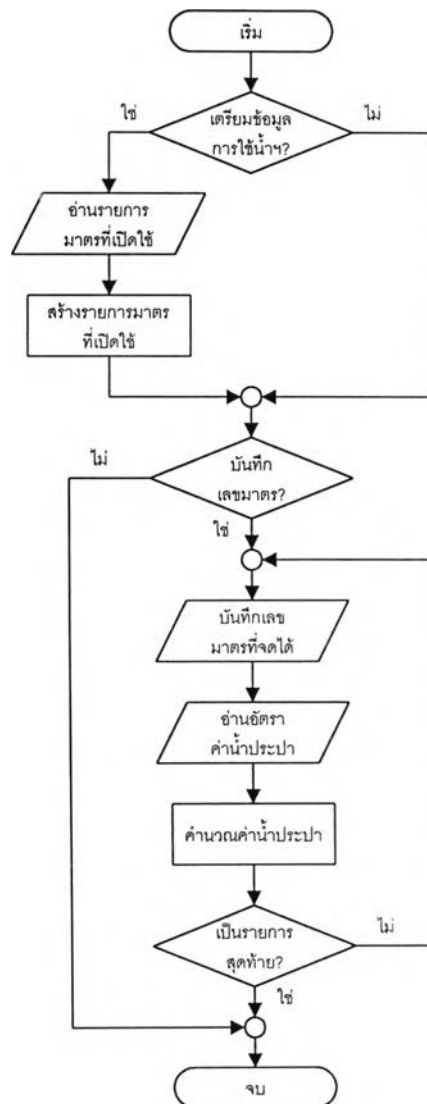 เริ่ม
ใช่
เตรียมข้อมูล
การใช้น้ำฯ?
ไม่
อ่านรายการ
มาตรที่เปิดใช้
สร้างรายการมาตร
ที่เปิดใช้
ไม่
บันทึก
เลขมาตร?
ใช่
บันทึกเลข
มาตรที่จดได้
อ่านอัตรา
ค่าน้ำประปา
คำนวณค่าน้ำประปา
เป็นรายการ
สุดท้าย?
ไม่
ใช่
จบ